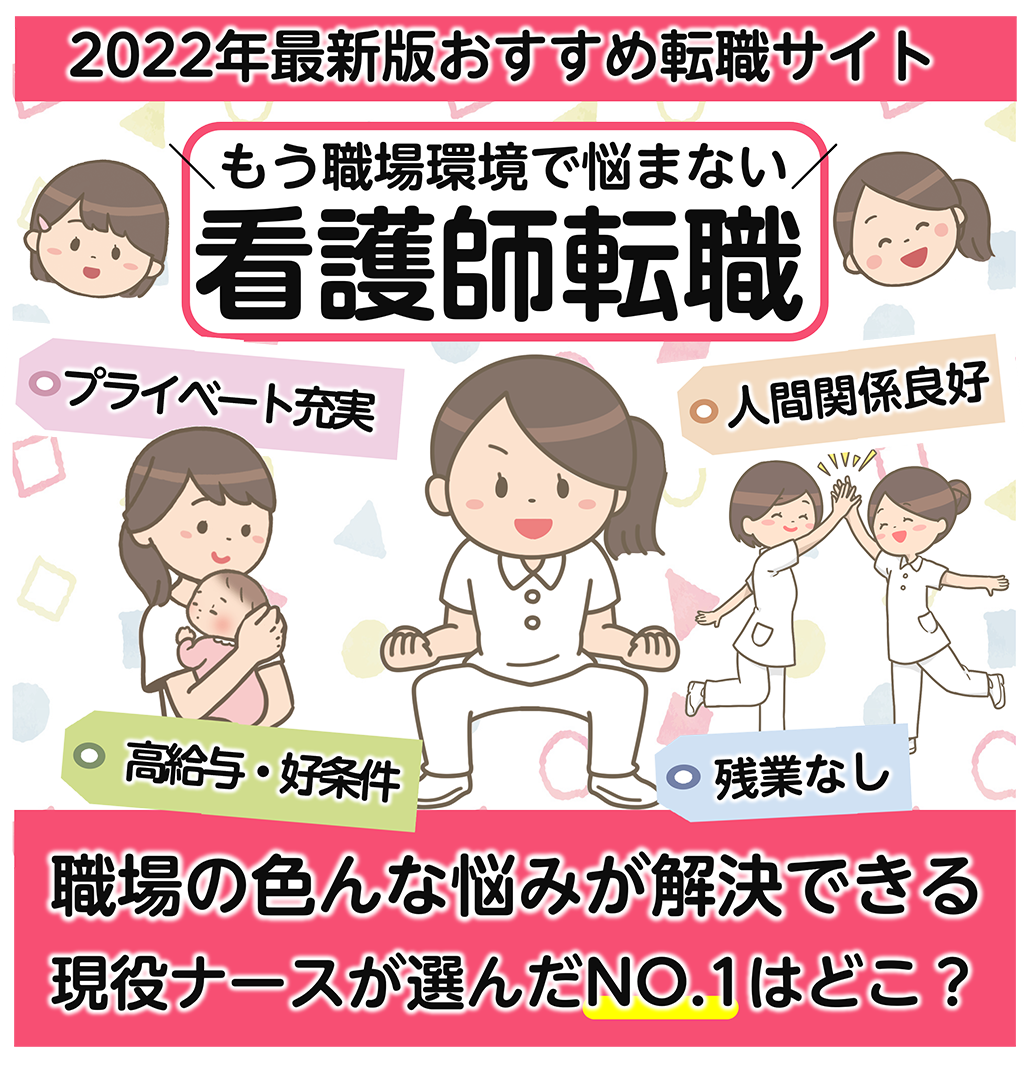 2022年最新版おすすめ転職サイト
もう職場環境で悩まない
看護師転職
プライベート充実
人間関係良好
高給与・好条件
残業なし
職場の色んな悩みが解決できる
現役ナースが選んだNO.1はどこ？